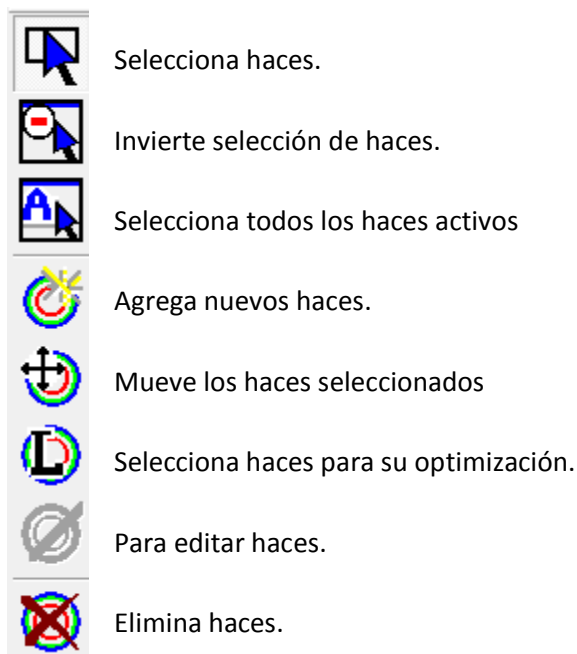 Selecciona haces.
Invierte selección de haces.
A
Selecciona todos los haces activos
Agrega nuevos haces.
Mueve los haces seleccionados
L
Selecciona haces para su optimización.
Para editar haces.
Elimina haces.